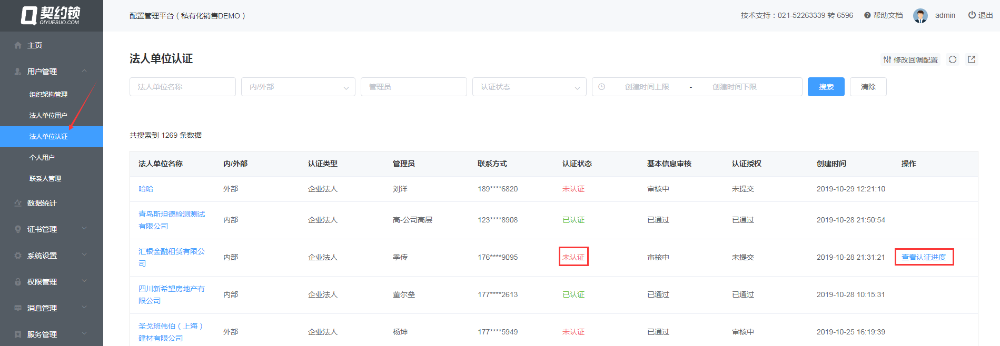 契约锁
QIYUESUO.COM
配置管理平台（私有化销售DEMO）
技术支持：021-52263339 转 6596
帮助文档
admin
退出
主页
用户管理
组织架构管理
法人单位用户
法人单位认证
个人用户
联系人管理
数据统计
证书管理
系统设置
权限管理
消息管理
服务管理
法人单位认证
修改回调配置
法人单位名称 内/外部 管理员 认证状态 创建时间上限 - 创建时间下限 搜索 清除
共搜索到 1269 条数据
法人单位名称 内/外部 认证类型 管理员 联系方式 认证状态 基本信息审核 认证授权 创建时间 操作
哈哈 外部 企业法人 刘洋 189****6820 未认证 审核中 未提交 2019-10-29 12:21:10
青岛斯坦德检测测试
有限公司 内部 企业法人 高-公司高层 123****8908 已认证 已通过 已通过 2019-10-28 21:50:54
汇银金融租赁有限公
司 内部 企业法人 季传 176****9095 未认证 审核中 未提交 2019-10-28 21:31:21 查看认证进度
四川新希望房地产有
限公司 内部 企业法人 董尔垒 177****2613 已认证 已通过 已通过 2019-10-28 10:15:31
圣戈班伟伯（上海）
建材有限公司 外部 企业法人 杨坤 177****5949 未认证 已通过 审核中 2019-10-25 16:19:39